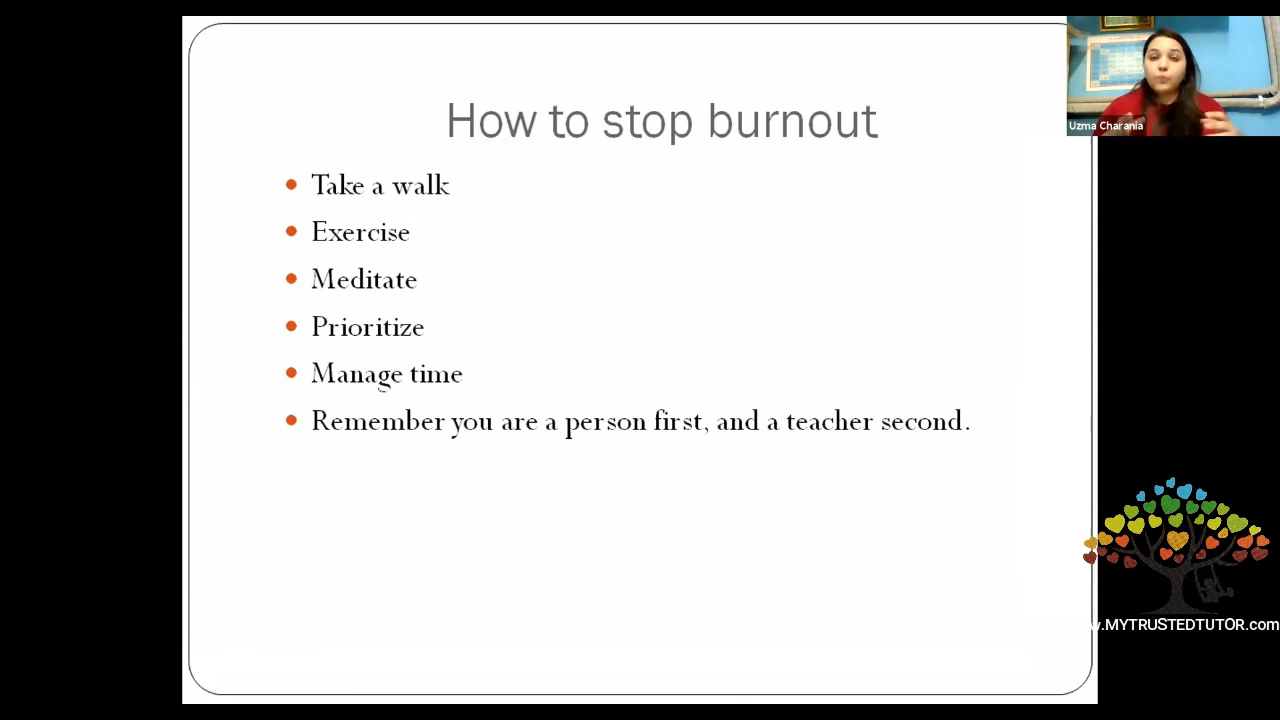 How to stop burnout
Take a walk
Exercise
Meditate
Prioritize
Manage time
Remember you are a person first, and a teacher second.
Uzma Charania
.MYTRUSTEDTUTOR.com